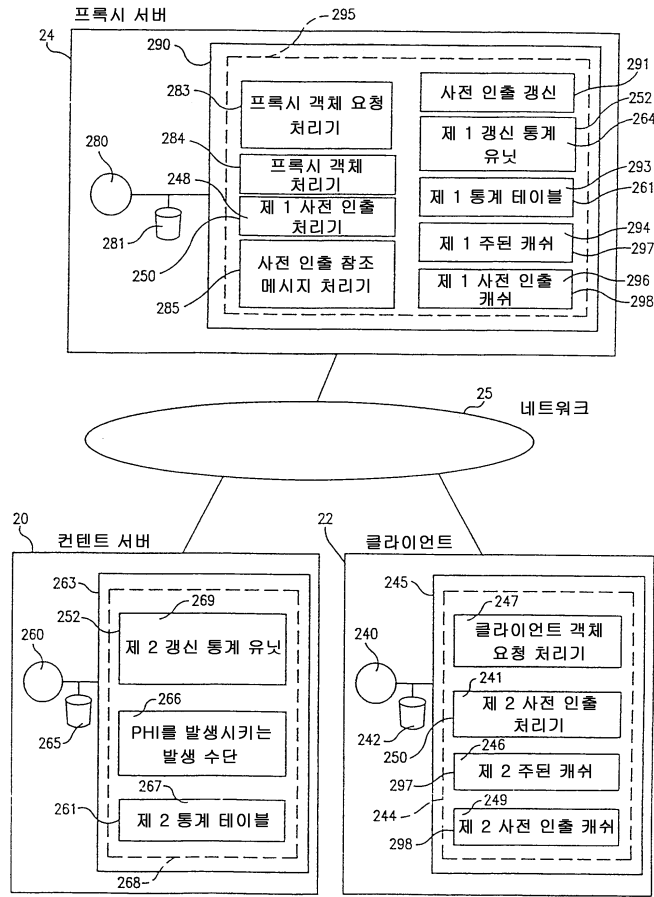 프록시 서버
24
290
295
283
프록시 객체 요청
처리기
284
프록시 객체
처리기
248
제 1 사전 인출
처리기
250
사전 인출 참조
메시지 처리기
285
280
281
사전 인출 갱신
291
제 1 갱신 통계
유닛
252
264
제 1 통계 테이블
293
261
제 1 주된 캐쉬
294
297
제 1 사전 인출
캐쉬
296
298
25
네트워크
20
컨텐트 서버
263
269
252
제 2 갱신 통계 유닛
260
265
266
PHI를 발생시키는
발생 수단
267
261
제 2 통계 테이블
268
22
클라이언트
245
247
클라이언트 객체
요청 처리기
240
241
제 2 사전 인출
처리기
242
250
246
제 2 주된 캐쉬
297
244
249
제 2 사전 인출 캐쉬
298